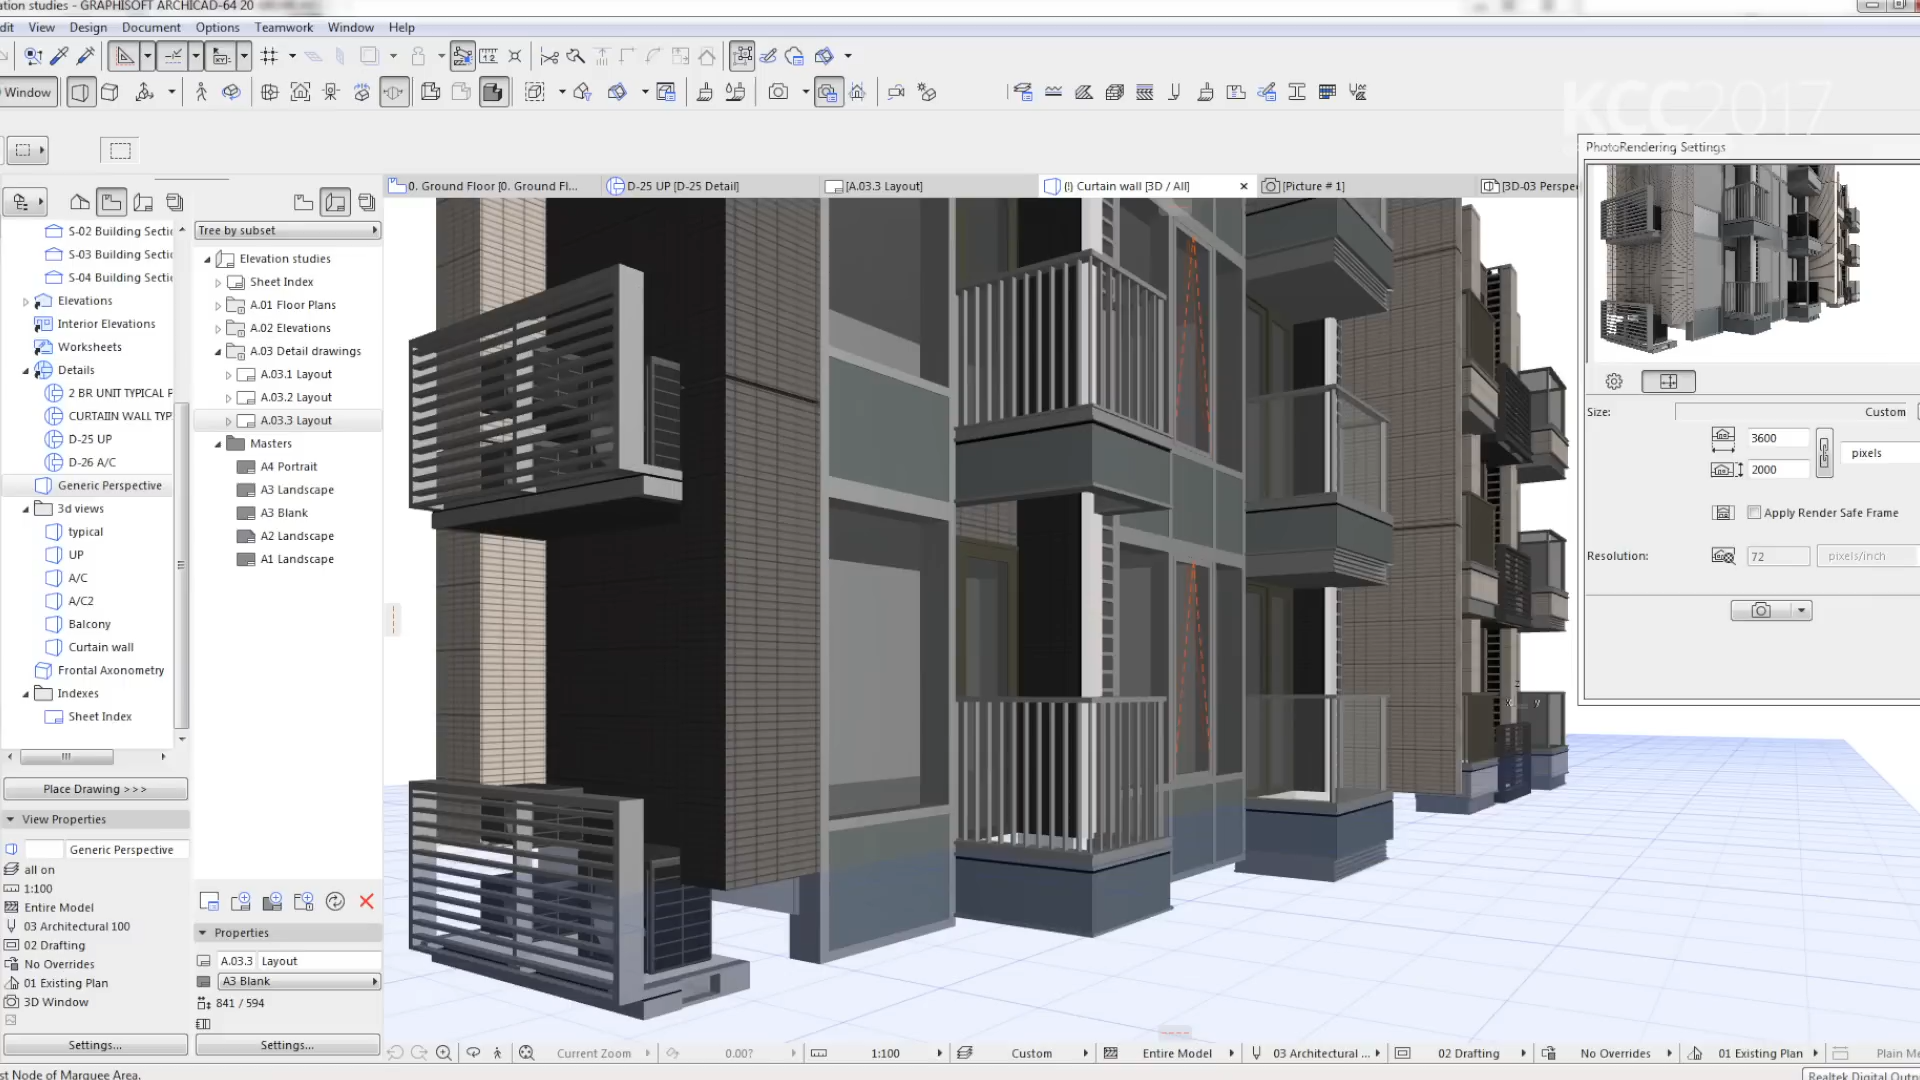 ation studies - GRAPHISOFT ARCHICAD-64 20
dit View Design Document Options Teamwork Window Help
Window
KCC2017
PhotoRendering Settings
0. Ground Floor [0. Ground Fl...
D-25 UP [D-25 Detail]
[A.03.3 Layout]
(!) Curtain wall [3D / All]
[Picture # 1]
[3D-03 Perspe
S-02 Building Secti
S-03 Building Secti
S-04 Building Secti
Elevations
Interior Elevations
Worksheets
Details
2 BR UNIT TYPICAL F
CURTAIN WALL TYP
D-25 UP
D-26 A/C
Generic Perspective
3d views
typical
UP
A/C
A/C2
Balcony
Curtain wall
Frontal Axonometry
Indexes
Sheet Index
Place Drawing >>>
View Properties
Generic Perspective
all on
1:100
Entire Model
03 Architectural 100
02 Drafting
No Overrides
01 Existing Plan
3D Window
Settings...
Tree by subset
Elevation studies
Sheet Index
A.01 Floor Plans
A.02 Elevations
A.03 Detail drawings
A.03.1 Layout
A.03.2 Layout
A.03.3 Layout
Masters
A4 Portrait
A3 Landscape
A3 Blank
A2 Landscape
A1 Landscape
Properties
A.03.3 Layout
A3 Blank
841 / 594
Settings...
Size:
Custom
3600
2000
pixels
Apply Render Safe Frame
Resolution:
72
pixels/inch
Current Zoom
0.00?
1:100
Custom
Entire Model
03 Architectural ...
02 Drafting
No Overrides
01 Existing Plan
Plain Me
st Node of Marquee Area.
Realtek Digital Outpu